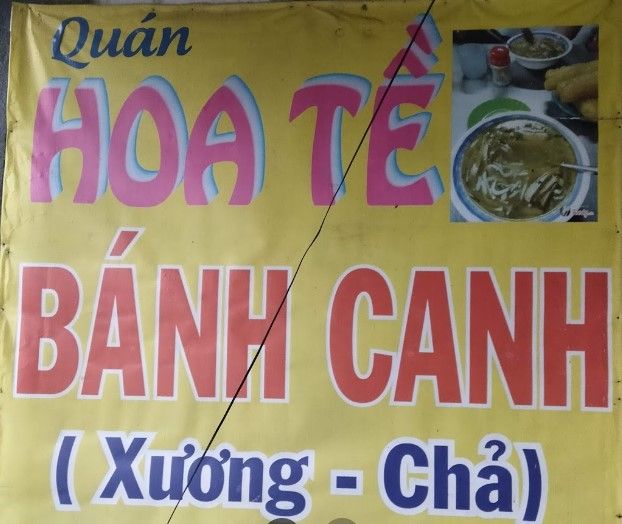 Quán
HOA TỀ
BÁNH CANH
( Xương - Chả)